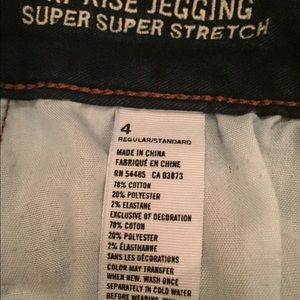 RISE JEGGING
SUPER SUPER STRETCH
4
REGULAR/STANDARD
MADE IN CHINA
FABRIQUÉ EN CHINE
RN 54485 CA 03873
78% COTTON
20% POLYESTER
2% ELASTANE
EXCLUSIVE OF DECORATION
78% COTON
20% POLYESTER
2% ÉLASTHANNE
SANS LES DÉCORATIONS
COLOR MAY TRANSFER
WHEN NEW. WASH ONCE
SEPARATELY IN COLD WATER
BEFORE WEARING.